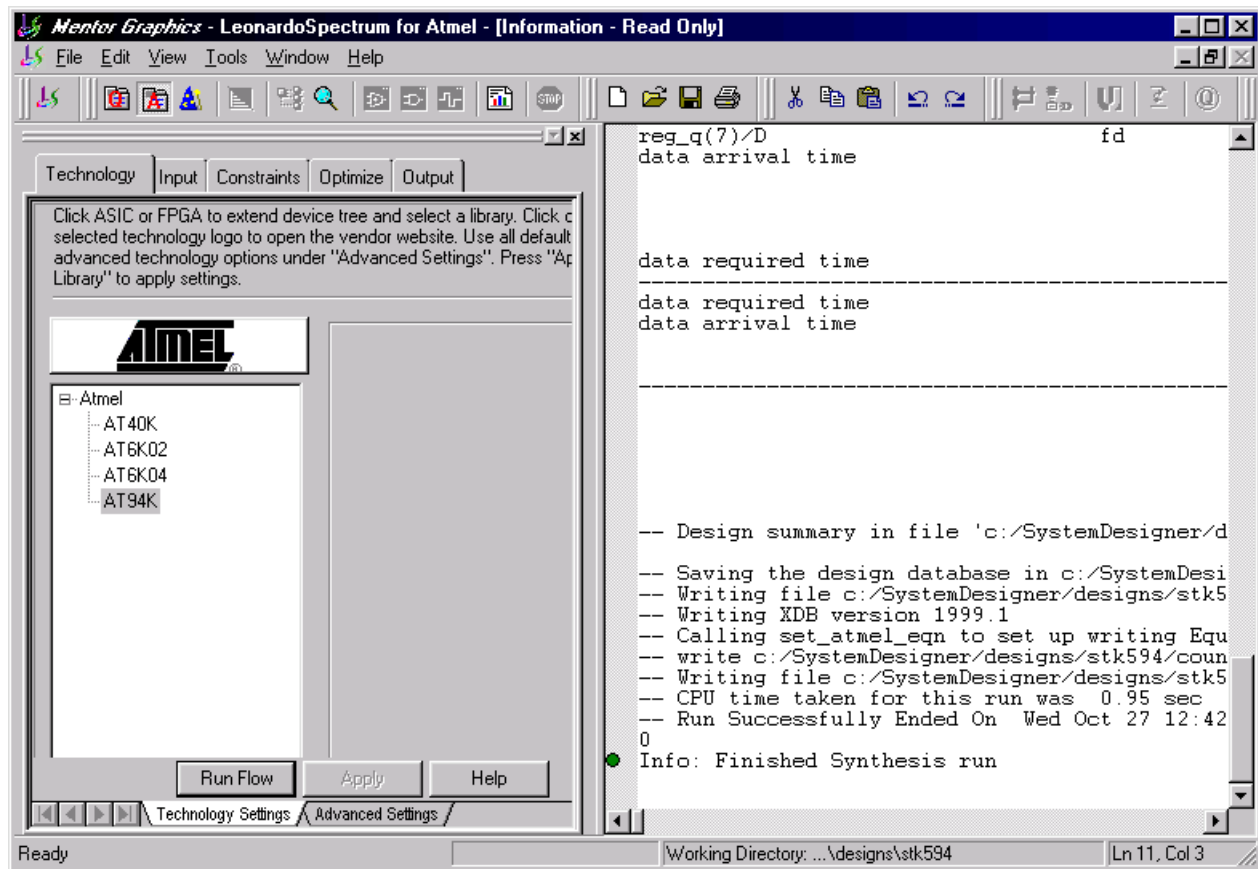 Mentor Graphics - LeonardoSpectrum for Atmel - [Information - Read Only]
File Edit View Tools Window Help
STOP
Technology Input Constraints Optimize Output
Click ASIC or FPGA to extend device tree and select a library. Click
selected technology logo to open the vendor website. Use all default
advanced technology options under "Advanced Settings". Press "Ap
Library" to apply settings.
ATMEL®
Atmel
AT40K
AT6K02
AT6K04
AT94K
Run Flow Apply Help
Technology Settings Advanced Settings
reg_q(7)/D fd
data arrival time
data required time
data required time
data arrival time
-- Design summary in file 'c:/SystemDesigner/d
-- Saving the design database in c:/SystemDesi
-- Writing file c:/SystemDesigner/designs/stk5
-- Writing XDB version 1999.1
-- Calling set_atmel_eqn to set up writing Equ
-- write c:/SystemDesigner/designs/stk594/coun
-- Writing file c:/SystemDesigner/designs/stk5
-- CPU time taken for this run was 0.95 sec
-- Run Successfully Ended On Wed Oct 27 12:42
0
Info: Finished Synthesis run
Ready Working Directory: ...\designs\stk594 Ln 11, Col 3